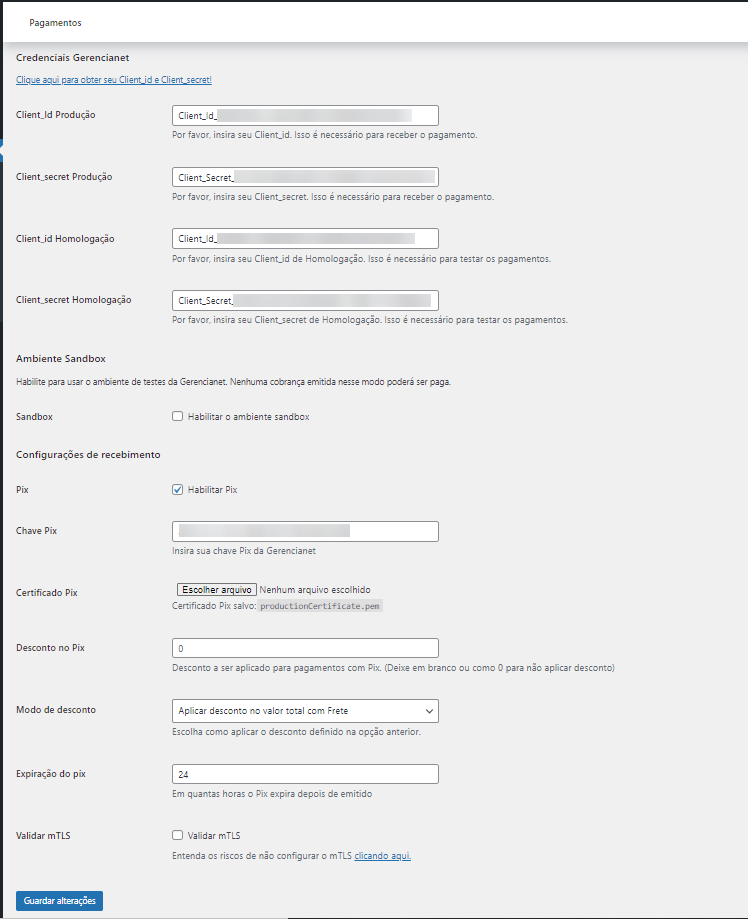 Pagamentos
Credenciais Gerencianet
Clique aqui para obter seu Client_id e Client_secret!
Client_Id Produção
Client_Id_
Por favor, insira seu Client_id. Isso é necessário para receber o pagamento.
Client_secret Produção
Client_Secret_
Por favor, insira seu Client_secret. Isso é necessário para receber o pagamento.
Client_id Homologação
Client_Id_
Por favor, insira seu Client_id de Homologação. Isso é necessário para testar os pagamentos.
Client_secret Homologação
Client_Secret_
Por favor, insira seu Client_secret de Homologação. Isso é necessário para testar os pagamentos.
Ambiente Sandbox
Habilite para usar o ambiente de testes da Gerencianet. Nenhuma cobrança emitida nesse modo poderá ser paga.
Sandbox
Habilitar o ambiente sandbox
Configurações de recebimento
Pix
Habilitar Pix
Chave Pix
Insira sua chave Pix da Gerencianet
Certificado Pix
Escolher arquivo Nenhum arquivo escolhido
Certificado Pix salvo: productionCertificate.pem
Desconto no Pix
0
Desconto a ser aplicado para pagamentos com Pix. (Deixe em branco ou como 0 para não aplicar desconto)
Modo de desconto
Aplicar desconto no valor total com Frete
Escolha como aplicar o desconto definido na opção anterior.
Expiração do pix
24
Em quantas horas o Pix expira depois de emitido
Validar mTLS
Validar mTLS
Entenda os riscos de não configurar o mTLS clicando aqui.
Guardar alterações